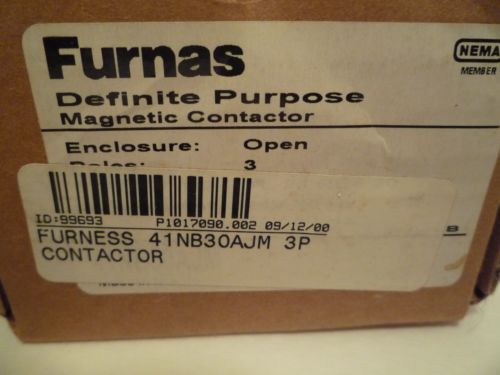 Furnas
NEMA
MEMBER
Definite Purpose
Magnetic Contactor
Enclosure: Open
Poles: 3
B
ID:99693 P1017090.002 09/12/00
FURNESS 41NB30AJM 3P
CONTACTOR